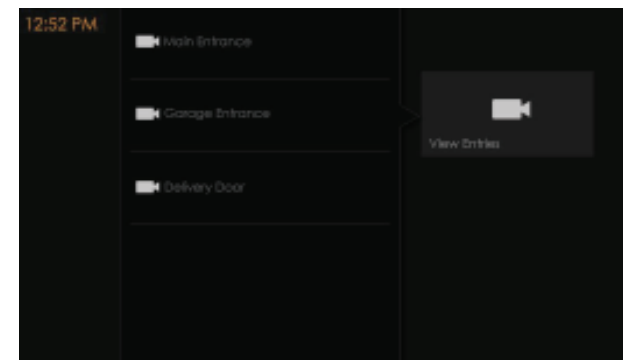 12:52 PM
Main Entrance
Garage Entrance
View Entries
Delivery Door